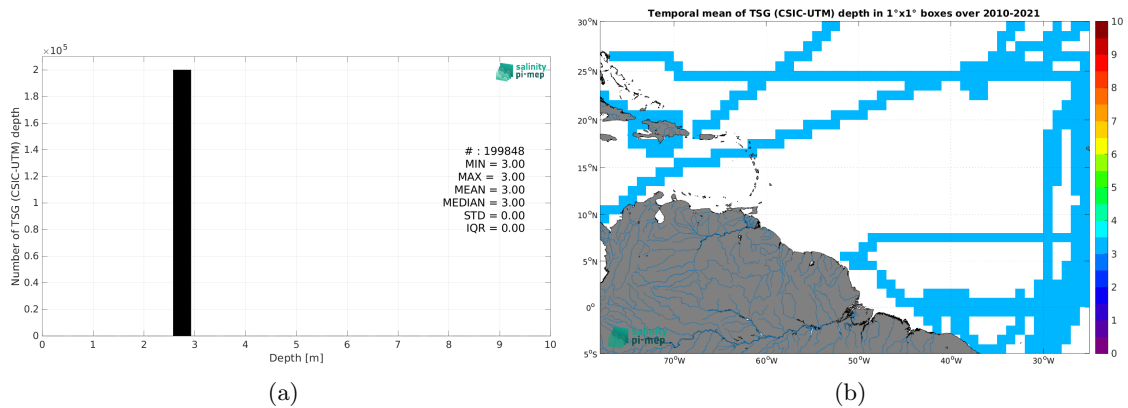 ×10⁵
2
1.8
1.6
1.4
1.2
1
0.8
0.6
0.4
0.2
0
Number of TSG (CSIC-UTM) depth
salinity
pi-mep
# : 199848
MIN = 3.00
MAX = 3.00
MEAN = 3.00
MEDIAN = 3.00
STD = 0.00
IQR = 0.00
0 1 2 3 4 5 6 7 8 9 10
Depth [m]
(a)
Temporal mean of TSG (CSIC-UTM) depth in 1°x1° boxes over 2010-2021
30°N
25°N
20°N
15°N
10°N
5°N
0°
5°S
70°W 60°W 50°W 40°W 30°W
salinity
pi-mep
10
9
8
7
6
5
4
3
2
1
0
(b)